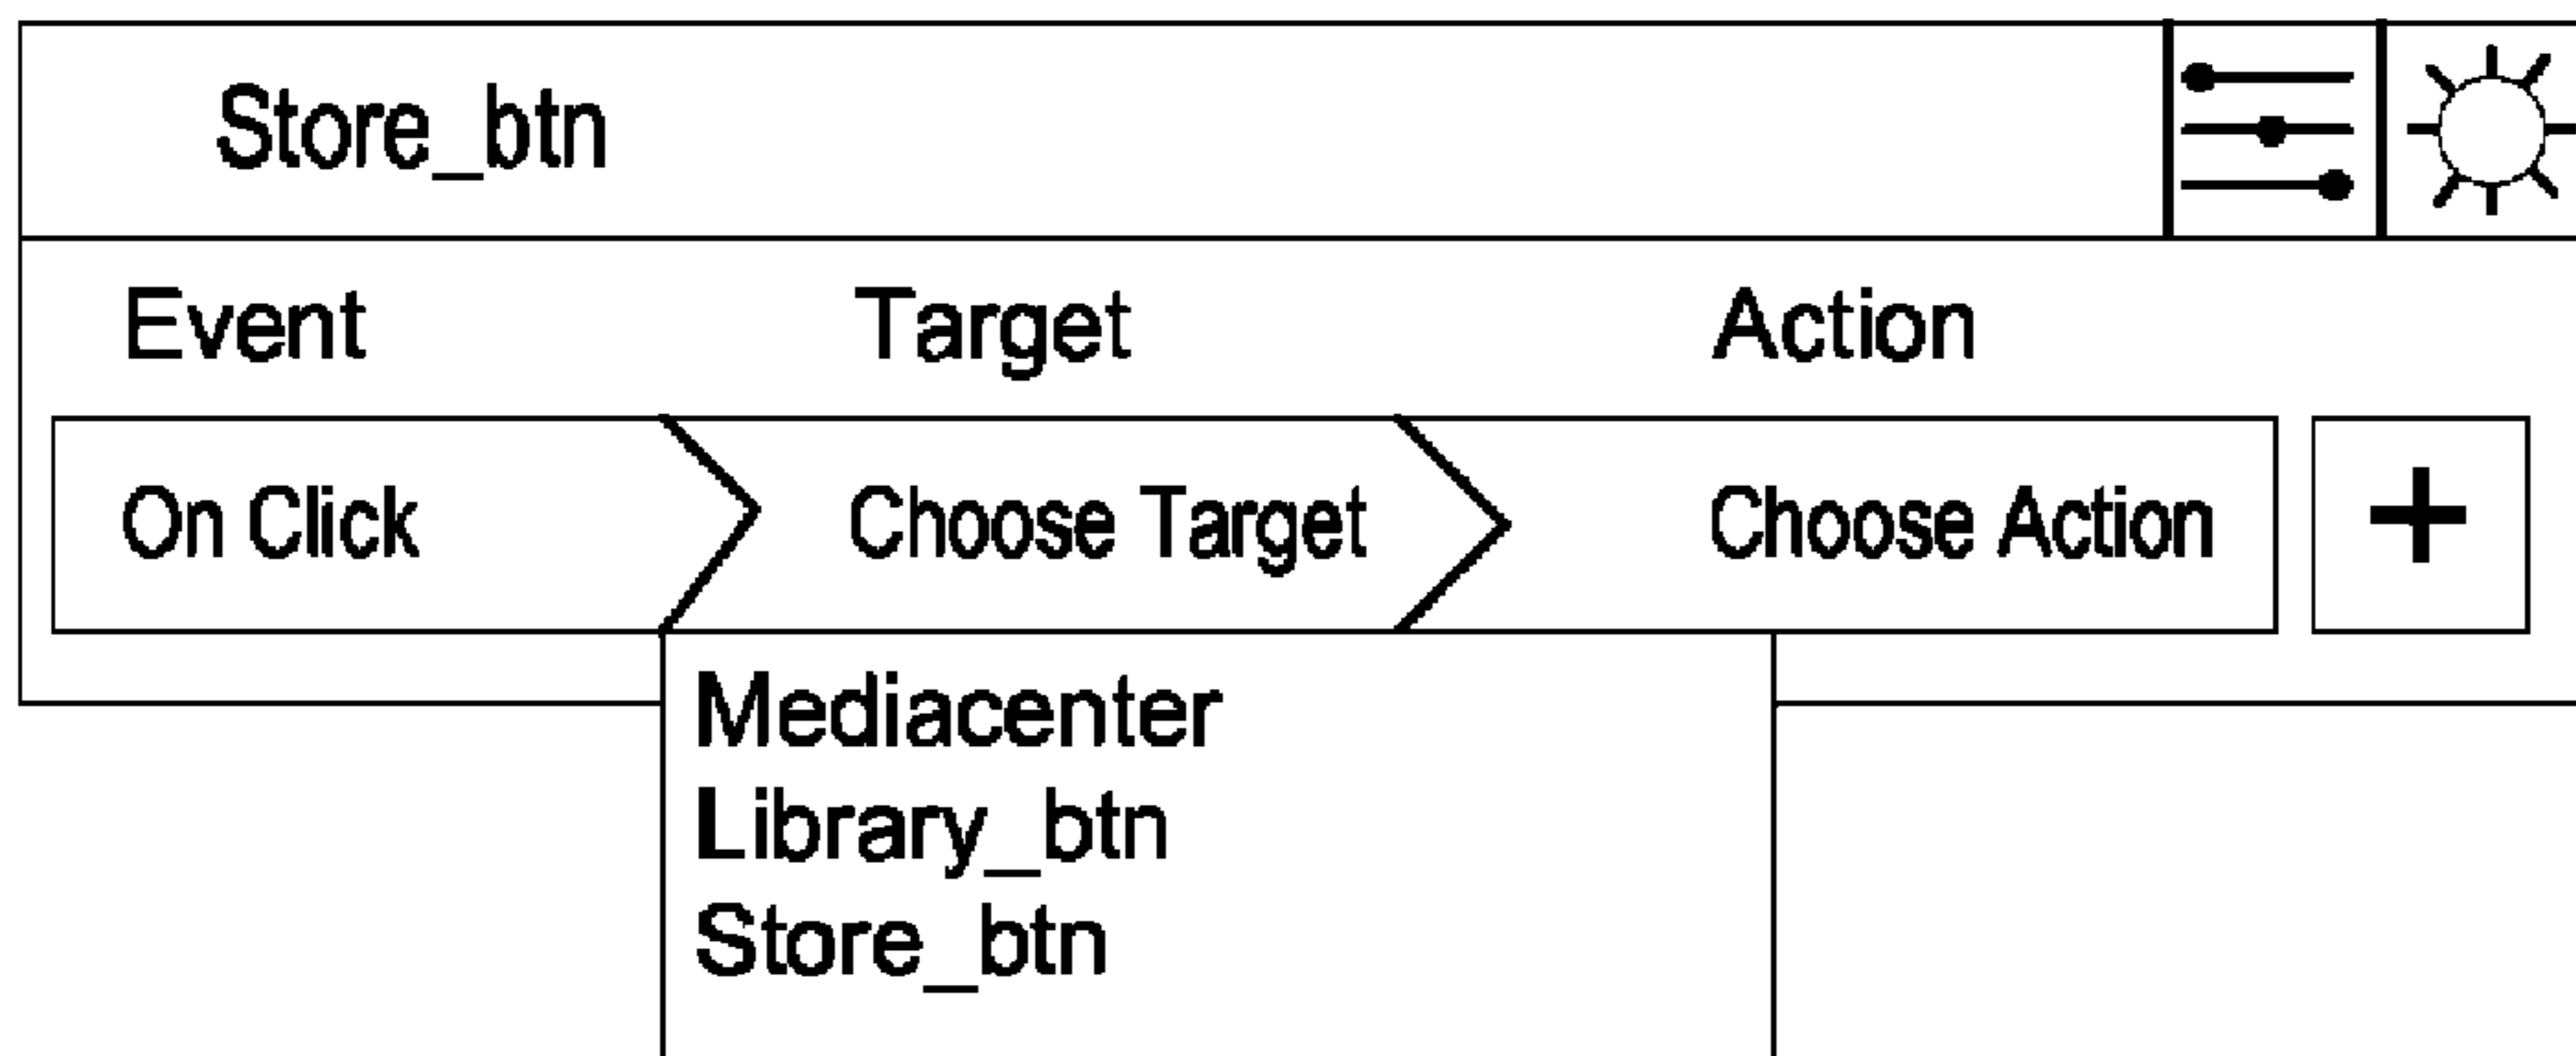 Store_btn
Event Target Action
On Click Choose Target Choose Action +
Mediacenter
Library_btn
Store_btn